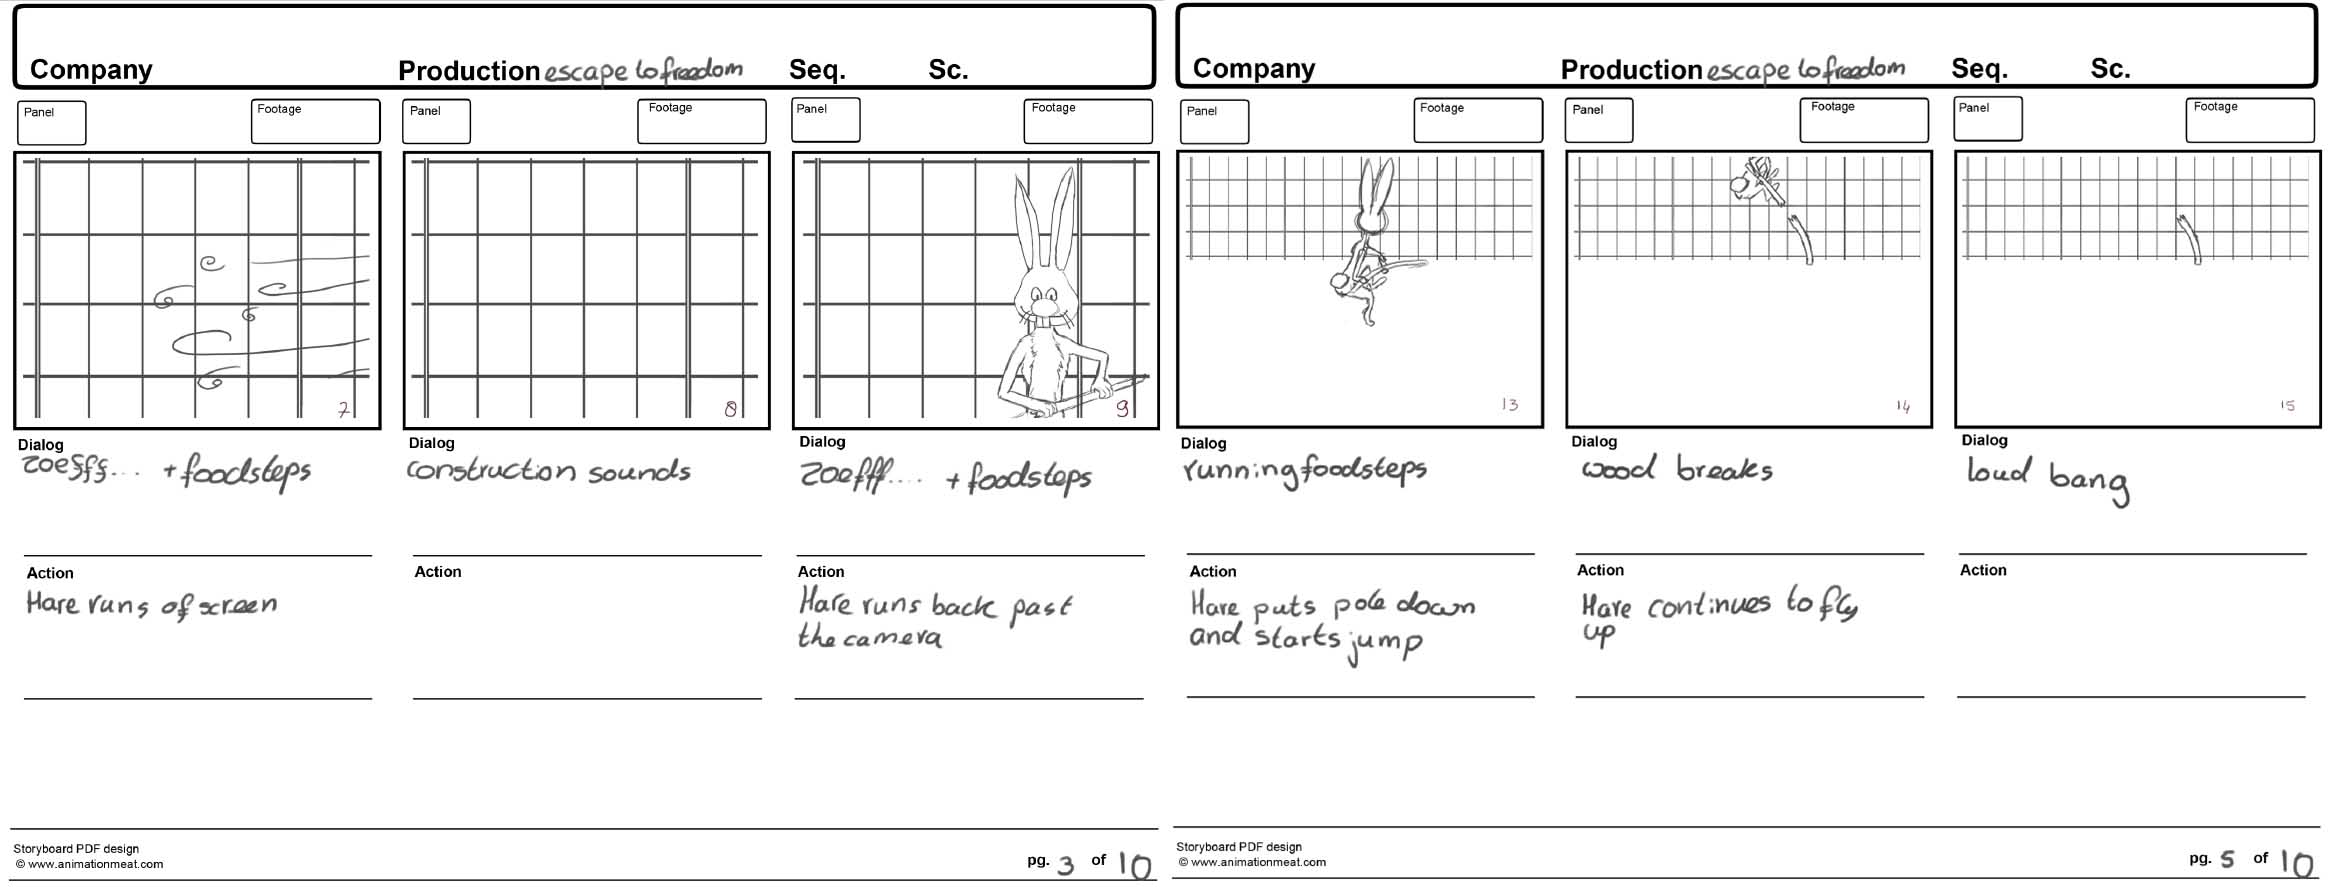 Company Production escape to freedom Seq. Sc.
Panel Footage Panel Footage Panel Footage
7 8 9
Dialog Dialog Dialog
zoefff... + foodsteps construction sounds zoefff.... + foodsteps
Action Action Action
Hare runs of screen Hare runs back past
the camera
Storyboard PDF design
© www.animationmeat.com
pg. 3 of 10
Company Production escape to freedom Seq. Sc.
Panel Footage Panel Footage Panel Footage
13 14 15
Dialog Dialog Dialog
running foodsteps wood breaks loud bang
Action Action Action
Hare puts pole down Hare continues to fly
and starts jump up
Storyboard PDF design
© www.animationmeat.com
pg. 5 of 10